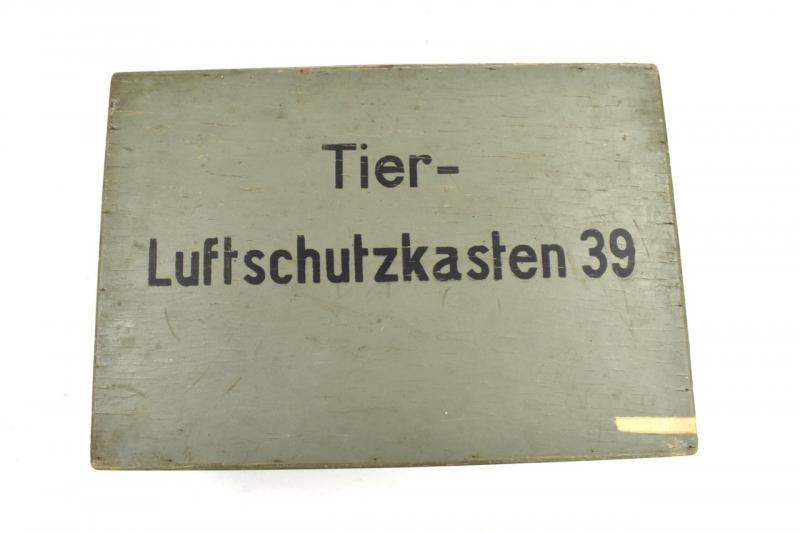 Tier-
Luftschutzkasten 39